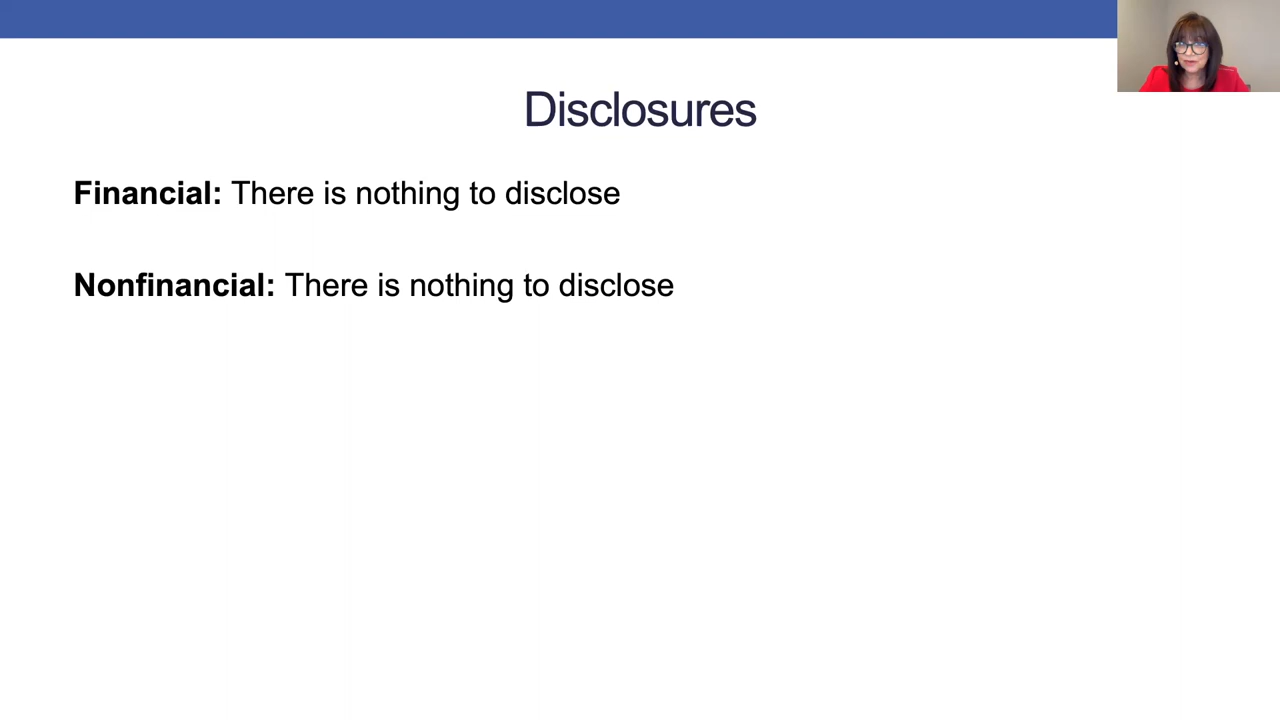 Disclosures
Financial: There is nothing to disclose
Nonfinancial: There is nothing to disclose